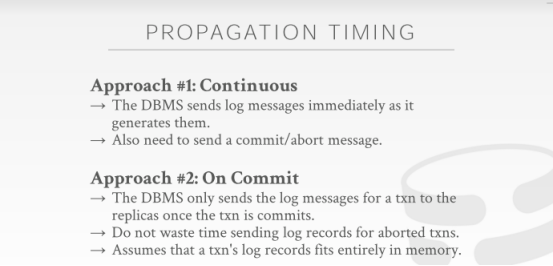 PROPAGATION TIMING
Approach #1: Continuous
→ The DBMS sends log messages immediately as it
generates them.
→ Also need to send a commit/abort message.
Approach #2: On Commit
→ The DBMS only sends the log messages for a txn to the
replicas once the txn is commits.
→ Do not waste time sending log records for aborted txns.
→ Assumes that a txn's log records fits entirely in memory.